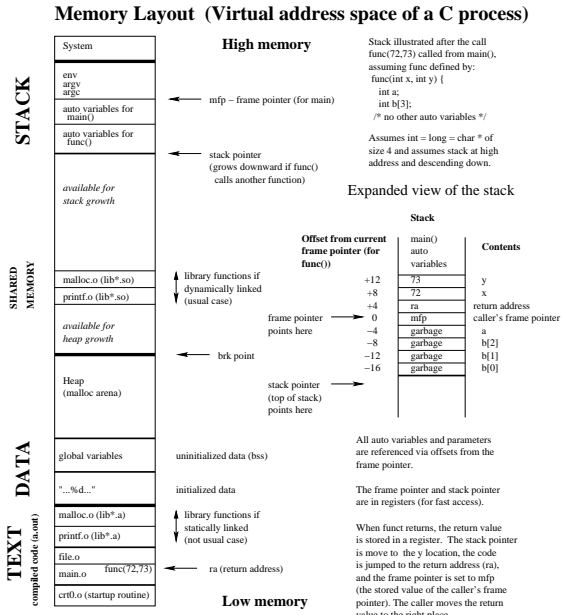 Memory Layout (Virtual address space of a C process)
System
High memory
STACK
env
argv
argc
auto variables for
main()
auto variables for
func()
mfp – frame pointer (for main)
stack pointer
(grows downward if func()
calls another function)
available for
stack growth
SHARED
MEMORY
malloc.o (lib*.so)
printf.o (lib*.so)
library functions if
dynamically linked
(usual case)
available for
heap growth
brk point
Heap
(malloc arena)
DATA
global variables
uninitialized data (bss)
"...%d..."
initialized data
TEXT
compiled code (a.out)
malloc.o (lib*.a)
printf.o (lib*.a)
library functions if
statically linked
(not usual case)
file.o
main.o
func(72,73)
ra (return address)
crt0.o (startup routine)
Low memory
Stack illustrated after the call
func(72,73) called from main(),
assuming func defined by:
func(int x, int y) {
int a;
int b[3];
/* no other auto variables */
Assumes int = long = char * of
size 4 and assumes stack at high
address and descending down.
Expanded view of the stack
Stack
Offset from current
frame pointer (for
func())
main()
auto
variables
Contents
+12 73 y
+8 72 x
+4 ra return address
0 mfp caller's frame pointer
−4 garbage a
−8 garbage b[2]
−12 garbage b[1]
−16 garbage b[0]
frame pointer
points here
stack pointer
(top of stack)
points here
All auto variables and parameters
are referenced via offsets from the
frame pointer.
The frame pointer and stack pointer
are in registers (for fast access).
When funct returns, the return value
is stored in a register. The stack pointer
is move to the y location, the code
is jumped to the return address (ra),
and the frame pointer is set to mfp
(the stored value of the caller's frame
pointer). The caller moves the return
value to the right place.